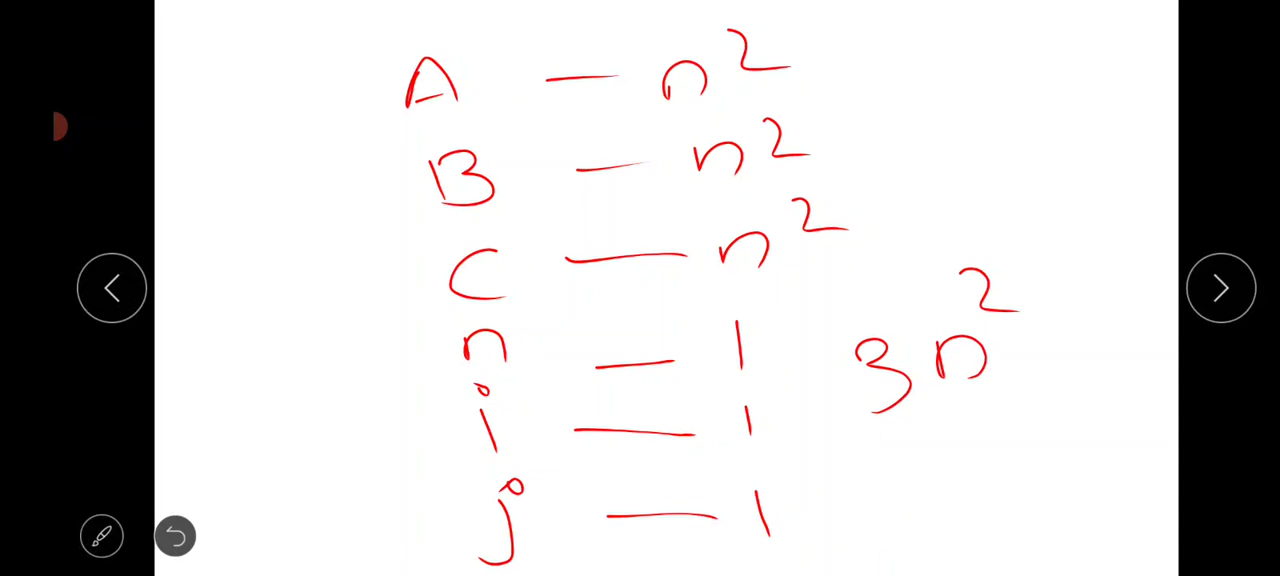 A — n²
B — n²
C — n²
n — 1
i — 1
j — 1
3n²